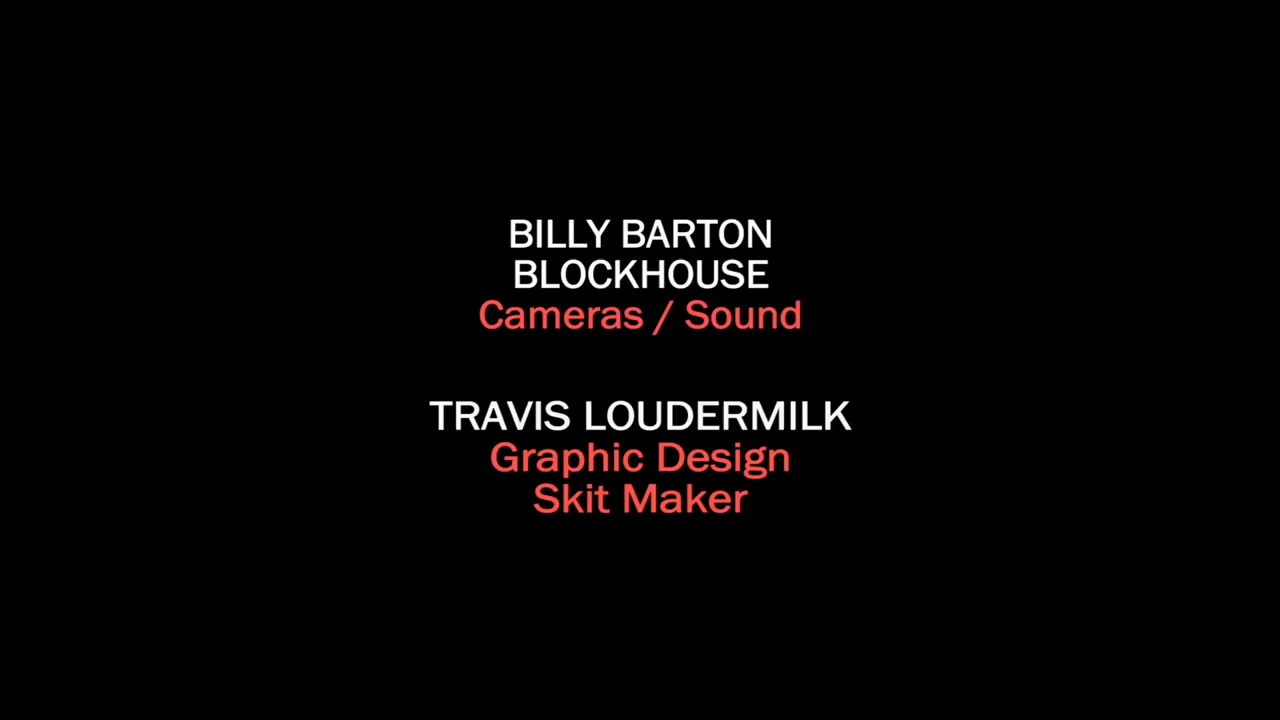 BILLY BARTON
BLOCKHOUSE
Cameras / Sound
TRAVIS LOUDERMILK
Graphic Design
Skit Maker